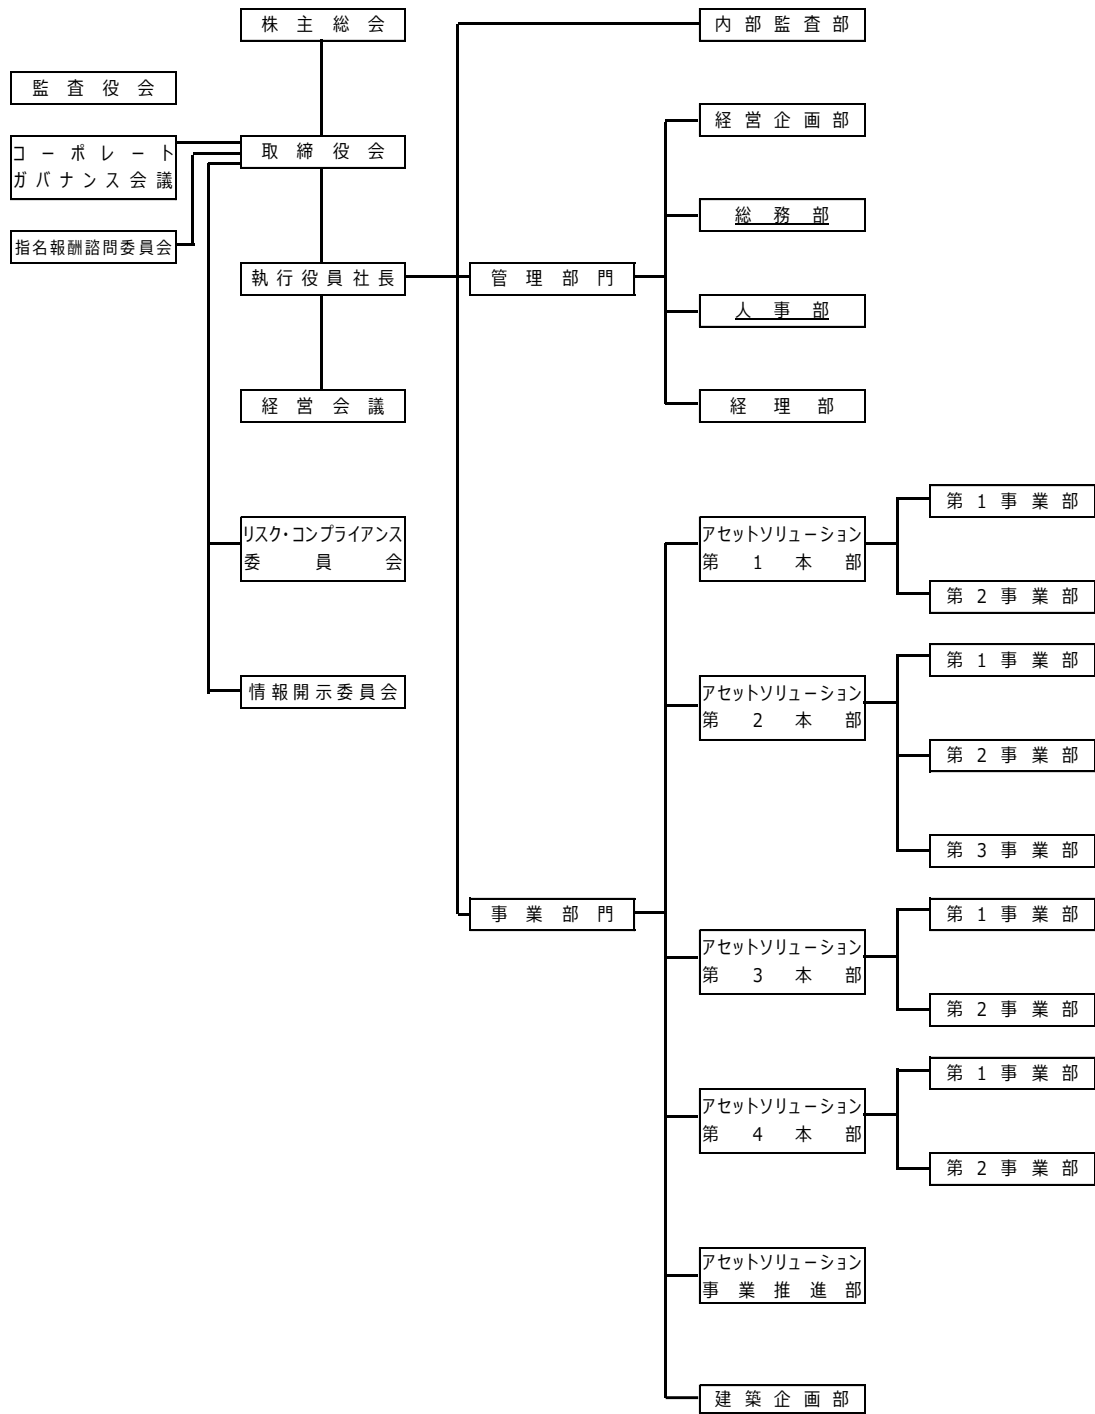 株主総会
内部監査部
監査役会
経営企画部
コーポレート
ガバナンス会議
取締役会
総務部
指名報酬諮問委員会
執行役員社長
管理部門
人事部
経営会議
経理部
第1事業部
リスク・コンプライアンス
委員会
アセットソリューション
第1本部
第2事業部
第1事業部
情報開示委員会
アセットソリューション
第2本部
第2事業部
第3事業部
事業部門
第1事業部
アセットソリューション
第3本部
第2事業部
第1事業部
アセットソリューション
第4本部
第2事業部
アセットソリューション
事業推進部
建築企画部